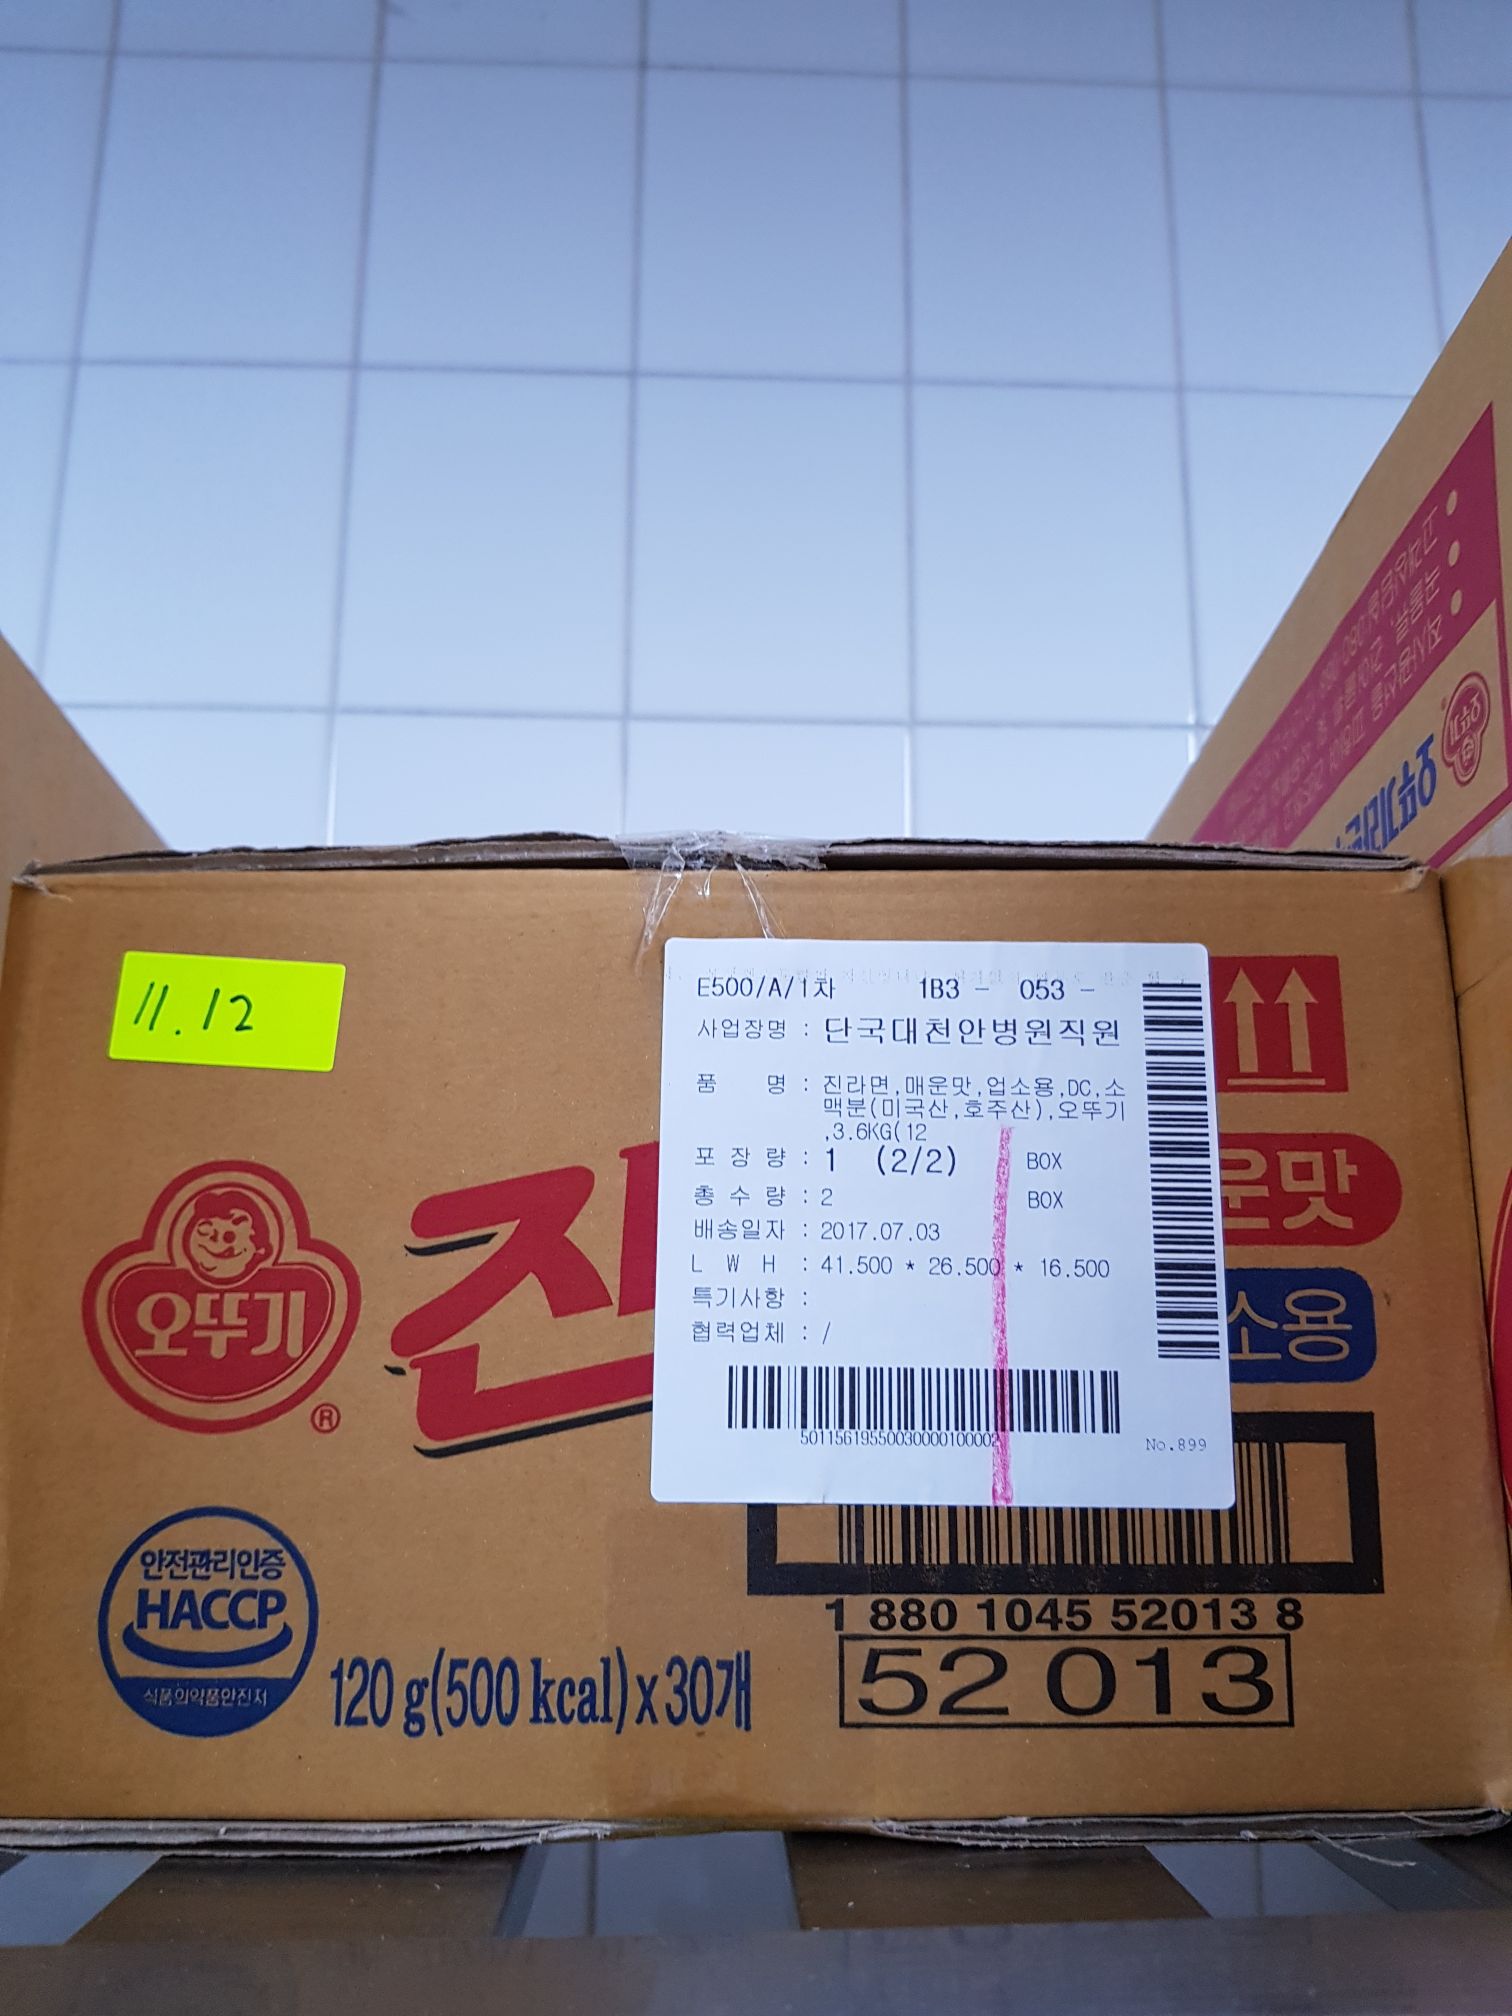 11.12
E500/A/1차 1B3 - 053 -
사업장명 : 단국대천안병원직원
품 명 : 진라면,매운맛,업소용,DC,소
맥분(미국산,호주산),오뚜기
,3.6KG(12
포 장 량 : 1 (2/2) BOX
총 수 량 : 2 BOX
배송일자 : 2017.07.03
L W H : 41.500 * 26.500 * 16.500
특기사항 :
협력업체 : /
50115619550030000100002
No.899
오뚜기
®
진
운맛
소용
안전관리인증
HACCP
식품의약품안전처
120 g(500 kcal)x30개
1 880 1045 52013 8
52 013
오뚜기